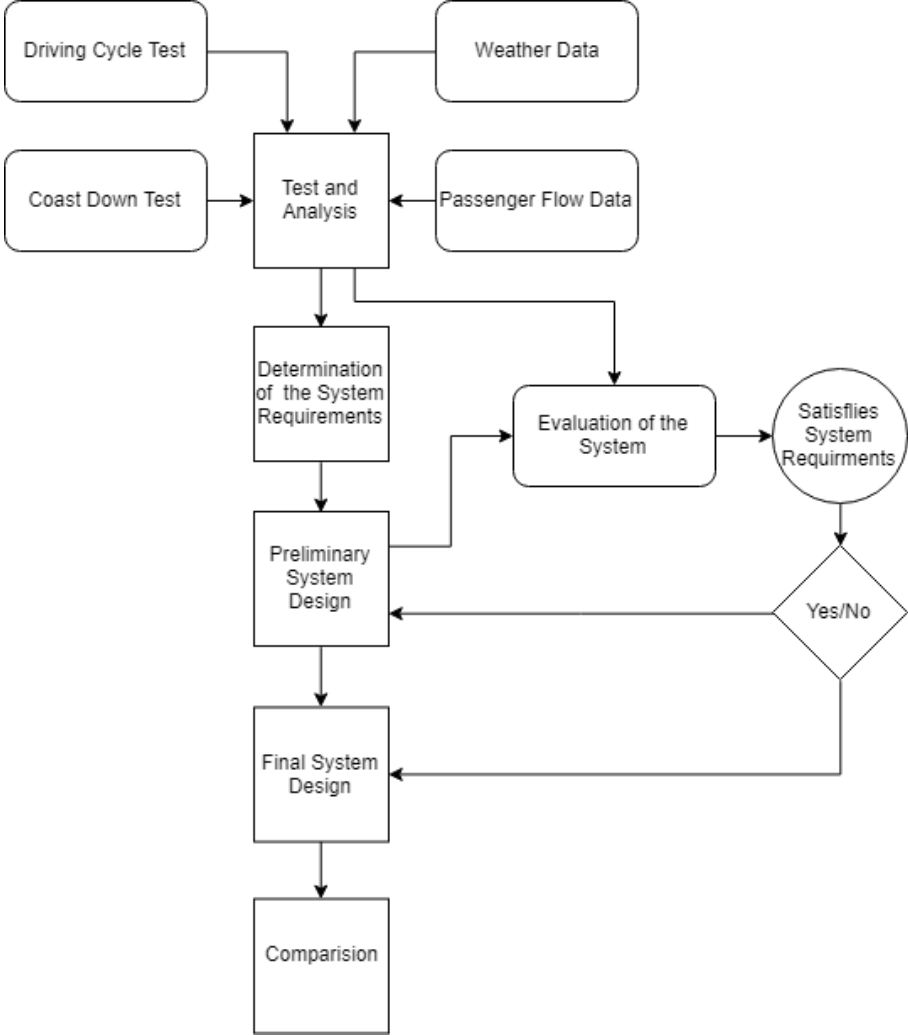 Driving Cycle Test
Weather Data
Coast Down Test
Test and
Analysis
Passenger Flow Data
Determination
of the System
Requirements
Evaluation of the
System
Satisflies
System
Requirments
Preliminary
System
Design
Yes/No
Final System
Design
Comparision